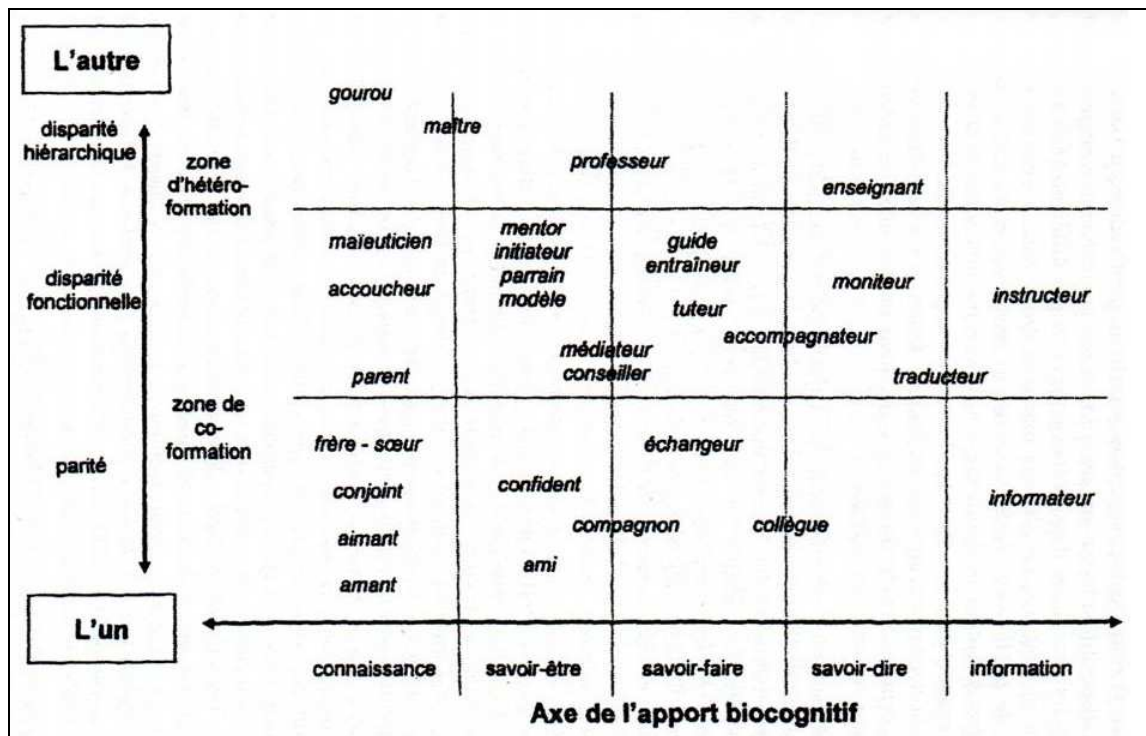 L'autre
gourou
disparité
hiérarchique
maître
zone
d'hétéro-
formation
professeur
enseignant
maïeuticien
mentor
initiateur
parrain
modèle
guide
entraîneur
disparité
fonctionnelle
accoucheur
moniteur
instructeur
tuteur
accompagnateur
médiateur
conseiller
parent
traducteur
zone de
co-
formation
frère - sœur
échangeur
parité
conjoint
confident
informateur
aimant
compagnon
collègue
ami
amant
L'un
connaissance
savoir-être
savoir-faire
savoir-dire
information
Axe de l'apport biocognitif